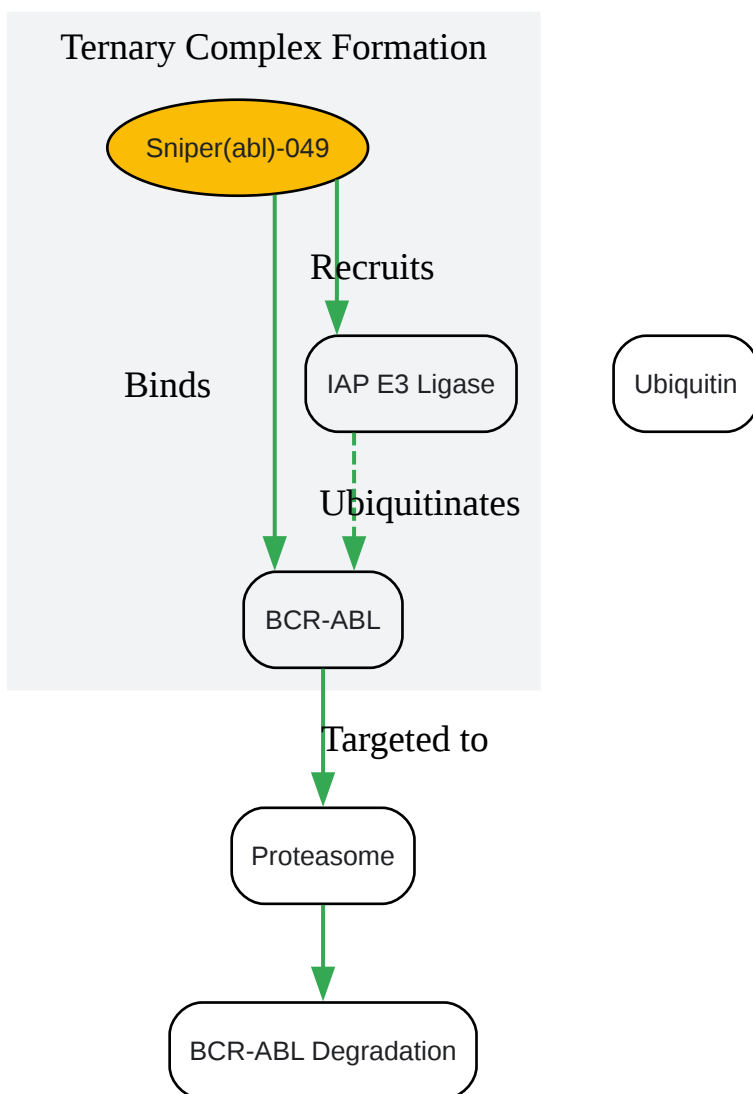 Ternary Complex Formation
Sniper(abl)-049
Recruits
Binds
IAP E3 Ligase
Ubiquitin
Ubiquitinates
BCR-ABL
Targeted to
Proteasome
BCR-ABL Degradation